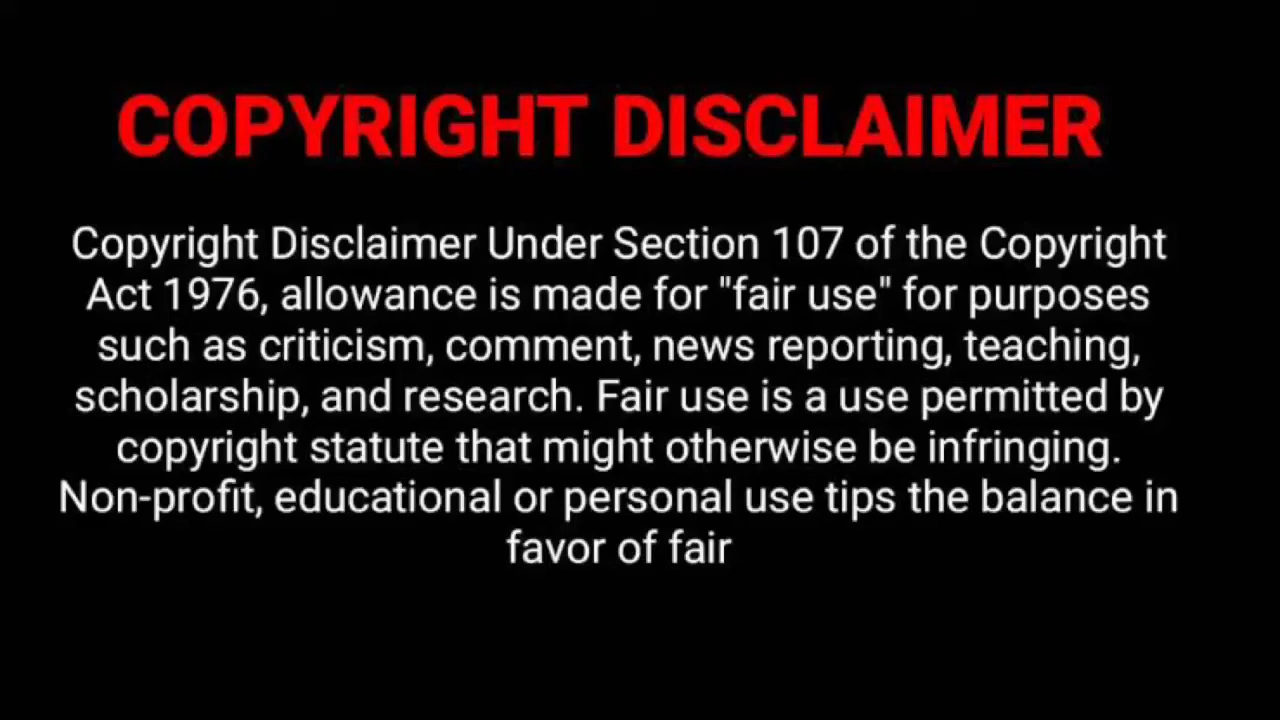 COPYRIGHT DISCLAIMER
Copyright Disclaimer Under Section 107 of the Copyright
Act 1976, allowance is made for "fair use" for purposes
such as criticism, comment, news reporting, teaching,
scholarship, and research. Fair use is a use permitted by
copyright statute that might otherwise be infringing.
Non-profit, educational or personal use tips the balance in
favor of fair